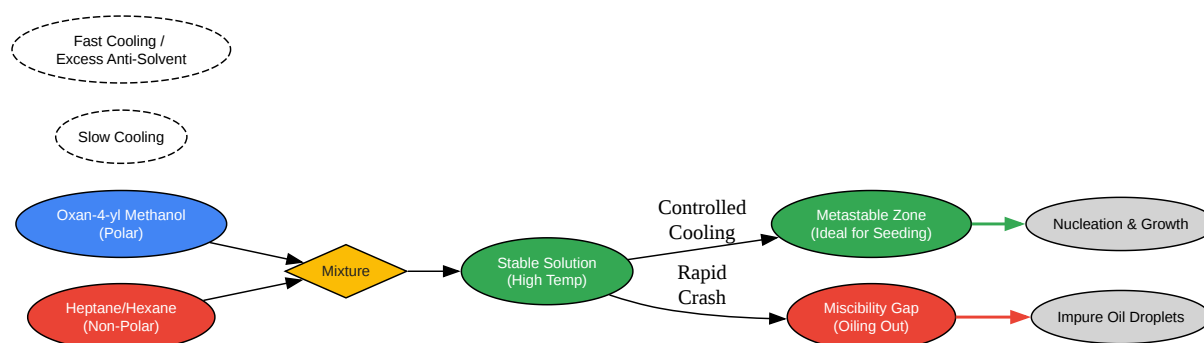 Fast Cooling /
Excess Anti-Solvent
Slow Cooling
Oxan-4-yl Methanol
(Polar)
Heptane/Hexane
(Non-Polar)
Mixture
Stable Solution
(High Temp)
Controlled
Cooling
Rapid
Crash
Metastable Zone
(Ideal for Seeding)
Miscibility Gap
(Oiling Out)
Nucleation & Growth
Impure Oil Droplets